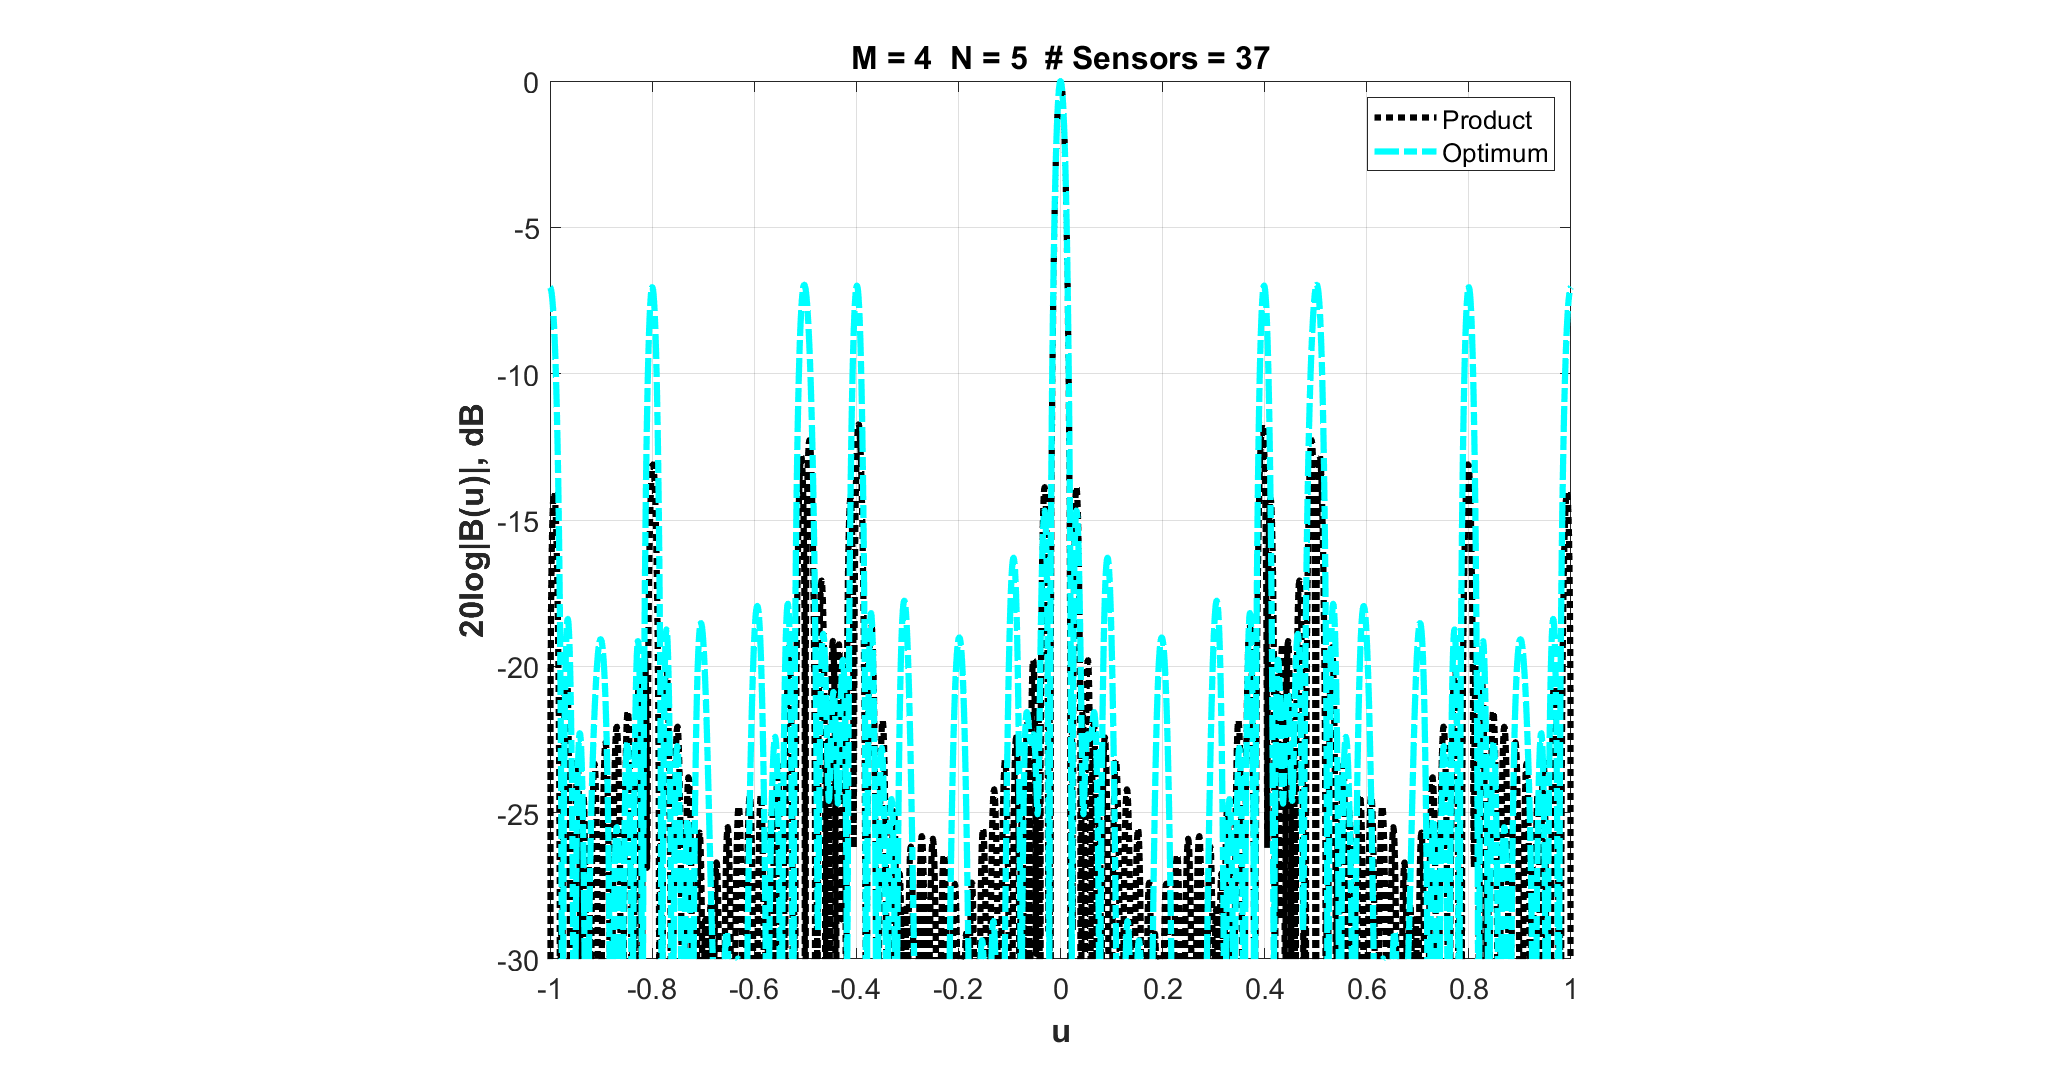 M = 4 N = 5 # Sensors = 37
Product
Optimum
20log|B(u)|, dB
0
-5
-10
-15
-20
-25
-30
-1 -0.8 -0.6 -0.4 -0.2 0 0.2 0.4 0.6 0.8 1
u